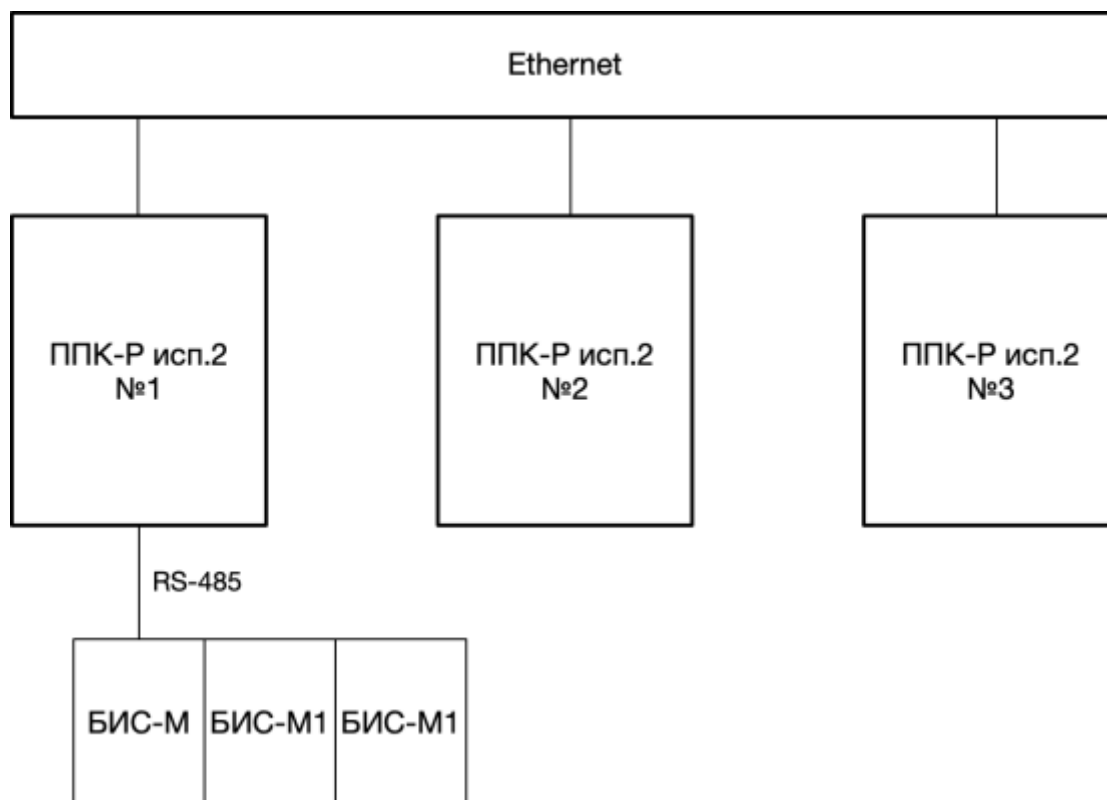 Ethernet
ППК-Р исп.2
№1
ППК-Р исп.2
№2
ППК-Р исп.2
№3
RS-485
БИС-М
БИС-М1
БИС-М1